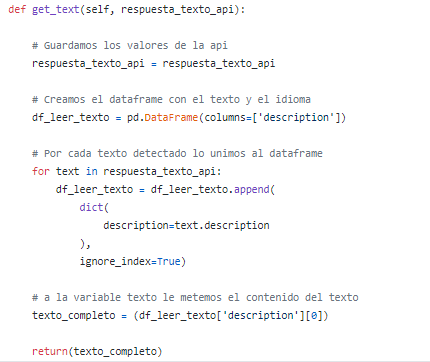 def get_text(self, respuesta_texto_api):
# Guardamos los valores de la api
respuesta_texto_api = respuesta_texto_api
# Creamos el dataframe con el texto y el idioma
df_leer_texto = pd.DataFrame(columns=['description'])
# Por cada texto detectado lo unimos al dataframe
for text in respuesta_texto_api:
df_leer_texto = df_leer_texto.append(
dict(
description=text.description
),
ignore_index=True)
# a la variable texto le metemos el contenido del texto
texto_completo = (df_leer_texto['description'][0])
return(texto_completo)